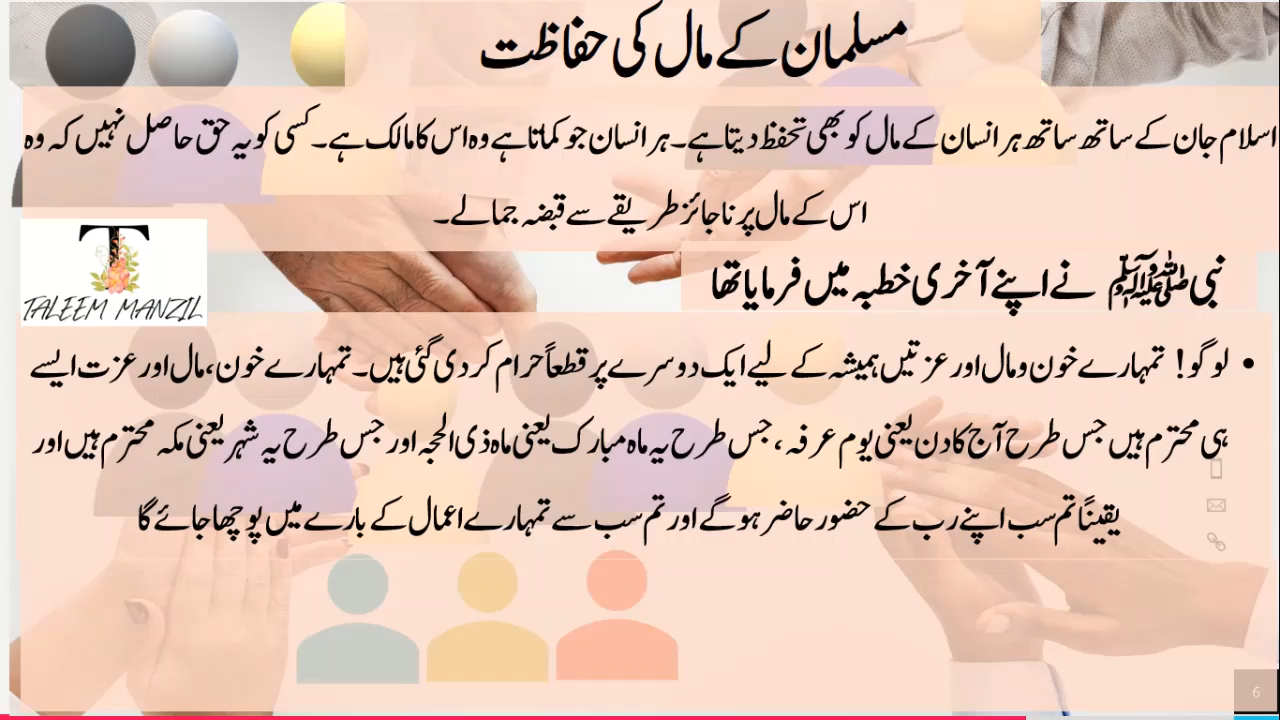 مسلمان کے مال کی حفاظت
اسلام جان کے ساتھ ساتھ ہر انسان کے مال کو بھی تحفظ دیتا ہے۔ ہر انسان جو کماتا ہے وہ اس کا مالک ہے۔ کسی کو یہ حق حاصل نہیں کہ وہ
اس کے مال پر ناجائز طریقے سے قبضہ جمالے۔
TALEEM MANZIL
نبی ﷺ نے اپنے آخری خطبہ میں فرمایا تھا
• لوگو! تمہارے خون و مال اور عزتیں ہمیشہ کے لیے ایک دوسرے پر قطعاً حرام کر دی گئی ہیں۔ تمہارے خون، مال اور عزت ایسے
ہی محترم ہیں جس طرح آج کا دن یعنی یوم عرفہ، جس طرح یہ ماہ مبارک یعنی ماہ ذی الحجہ اور جس طرح یہ شہر یعنی مکہ محترم ہیں اور
یقیناً تم سب اپنے رب کے حضور حاضر ہو گے اور تم سب سے تمہارے اعمال کے بارے میں پوچھا جائے گا
6